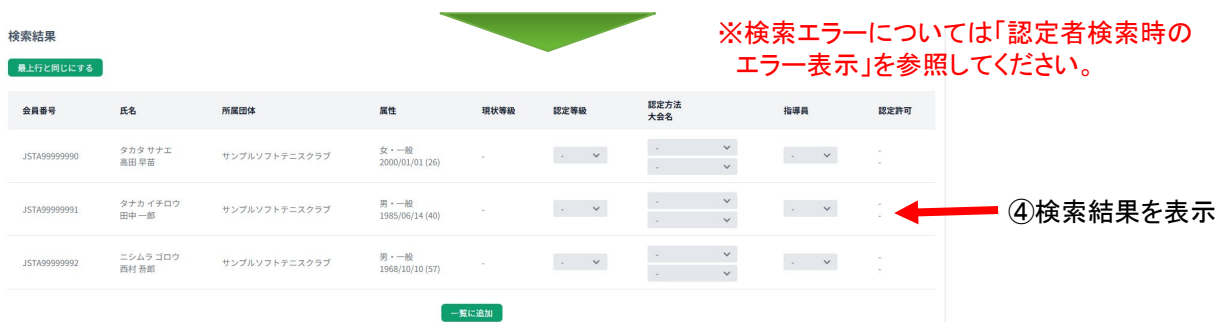 ※検索エラーについては「認定者検索時の
エラー表示」を参照してください。
検索結果
最上行と同じにする
会員番号 氏名 所属団体 属性 現状等級 認定等級 認定方法 大会名 指導員 認定許可
JSTA99999990 タカタ サナエ 高田 早苗 サンプルソフトテニスクラブ 女・一般 2000/01/01 (26) - - - - - - -
JSTA99999991 タナカ イチロウ 田中 一郎 サンプルソフトテニスクラブ 男・一般 1985/06/14 (40) - - - - - - -
④検索結果を表示
JSTA99999992 ニシムラ ゴロウ 西村 吾郎 サンプルソフトテニスクラブ 男・一般 1968/10/10 (57) - - - - - - -
一覧に追加